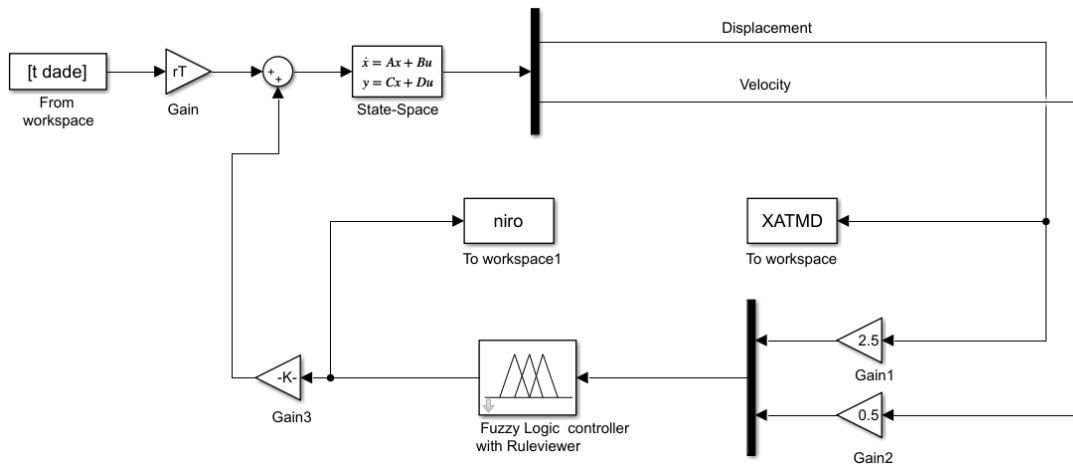 Displacement
[t dade]
rT
+
+
ẋ = Ax + Bu
y = Cx + Du
From
workspace
Gain
State-Space
Velocity
niro
XATMD
To workspace1
To workspace
2.5
Gain1
-K-
Gain3
Fuzzy Logic controller
with Ruleviewer
0.5
Gain2